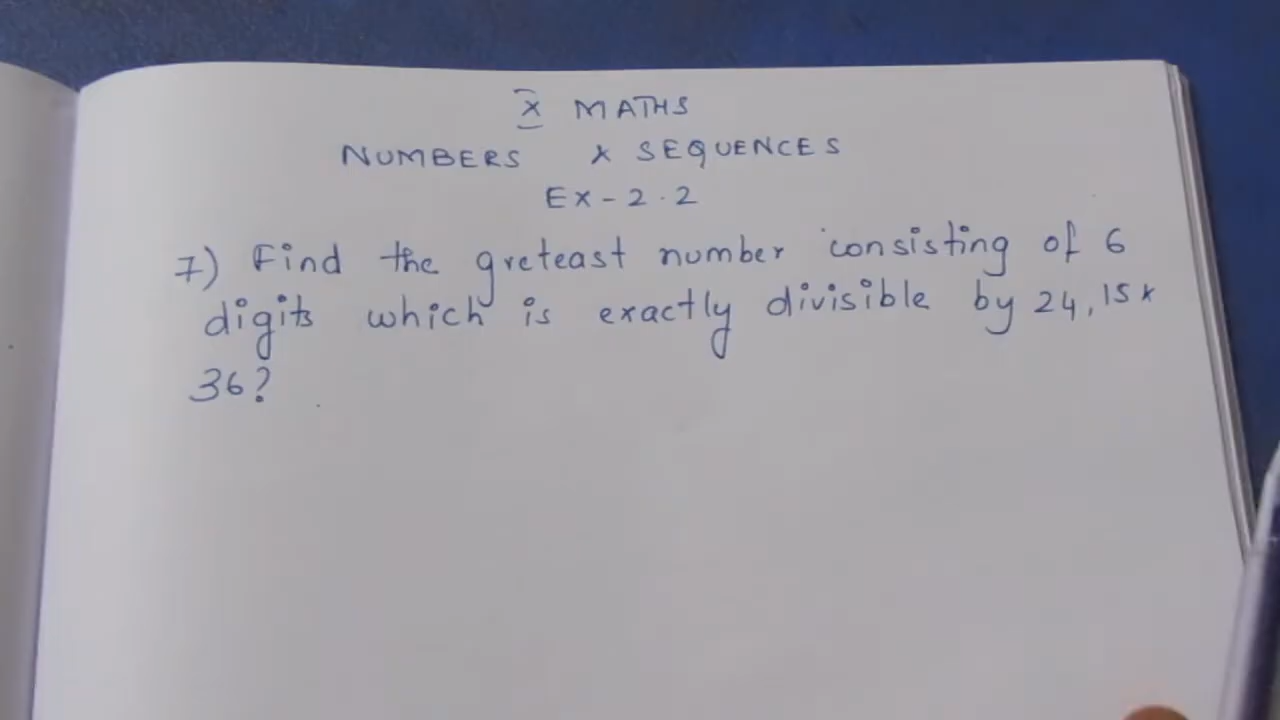 X MATHS
NUMBERS & SEQUENCES
EX-2.2
7) Find the greteast number consisting of 6
digits which is exactly divisible by 24, 15 &
36?